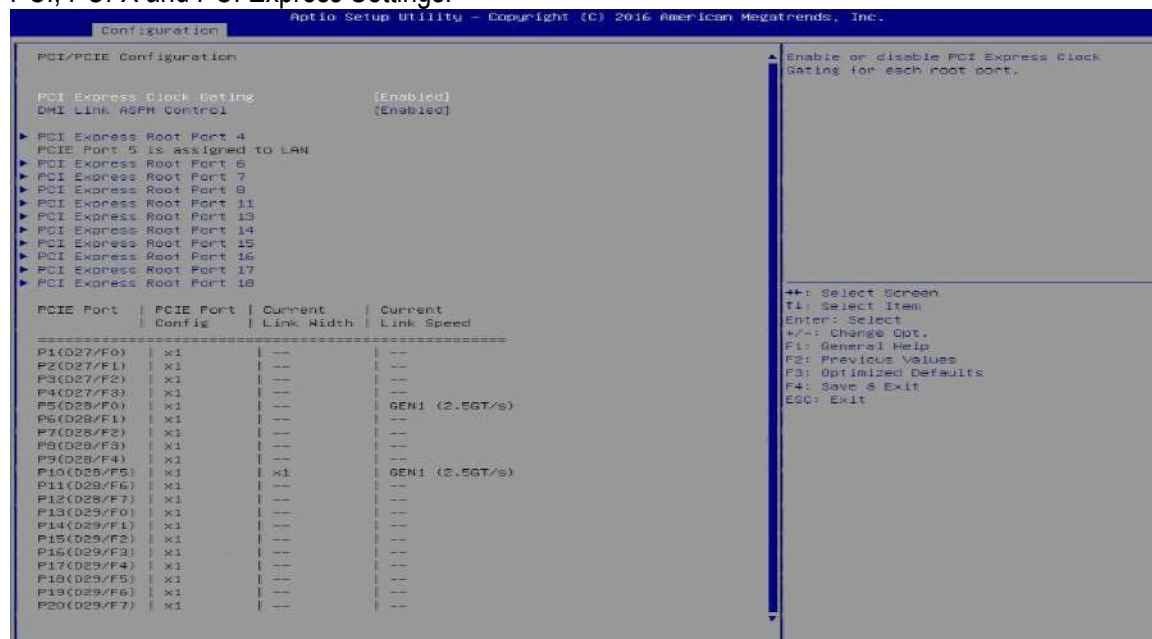 PCI, PCI-X and PCI Express Settings.
Aptio Setup Utility - Copyright (C) 2016 American Megatrends, Inc.
Configuration
PCI/PCIE Configuration
PCI Express Clock Gating [Enabled]
DMI Link ASPM Control [Enabled]
► PCI Express Root Port 4
PCIE Port 5 is assigned to LAN
► PCI Express Root Port 6
► PCI Express Root Port 7
► PCI Express Root Port 8
► PCI Express Root Port 11
► PCI Express Root Port 13
► PCI Express Root Port 14
► PCI Express Root Port 15
► PCI Express Root Port 16
► PCI Express Root Port 17
► PCI Express Root Port 18
PCIE Port | PCIE Port | Current | Current
| Config | Link Width | Link Speed
====================================================
P1(D27/F0) | x1 | -- | --
P2(D27/F1) | x1 | -- | --
P3(D27/F2) | x1 | -- | --
P4(D27/F3) | x1 | -- | --
P5(D28/F0) | x1 | -- | GEN1 (2.5GT/s)
P6(D28/F1) | x1 | -- | --
P7(D28/F2) | x1 | -- | --
P8(D28/F3) | x1 | -- | --
P9(D28/F4) | x1 | -- | --
P10(D28/F5) | x1 | x1 | GEN1 (2.5GT/s)
P11(D28/F6) | x1 | -- | --
P12(D28/F7) | x1 | -- | --
P13(D29/F0) | x1 | -- | --
P14(D29/F1) | x1 | -- | --
P15(D29/F2) | x1 | -- | --
P16(D29/F3) | x1 | -- | --
P17(D29/F4) | x1 | -- | --
P18(D29/F5) | x1 | -- | --
P19(D29/F6) | x1 | -- | --
P20(D29/F7) | x1 | -- | --
Enable or disable PCI Express Clock
Gating for each root port.
→←: Select Screen
↑↓: Select Item
Enter: Select
+/-: Change Opt.
F1: General Help
F2: Previous Values
F3: Optimized Defaults
F4: Save & Exit
ESC: Exit